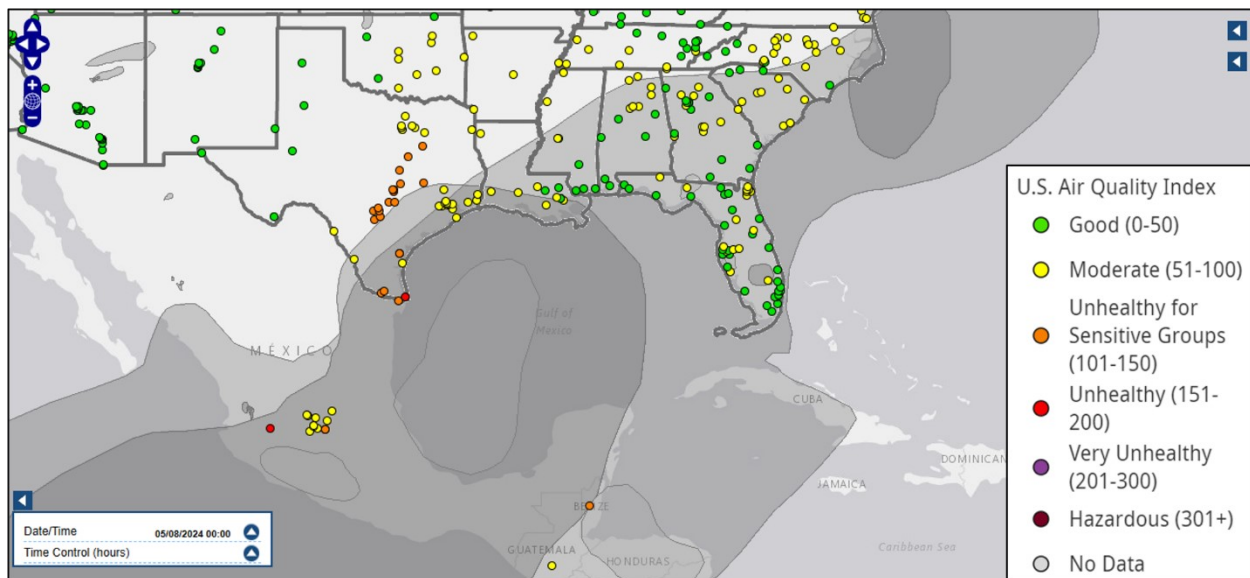 Gulf of
Mexico
MÉXICO
CUBA
DOMINICAN
JAMAICA
BELIZE
GUATEMALA
HONDURAS
Caribbean Sea
Date/Time 05/08/2024 00:00
Time Control (hours)
U.S. Air Quality Index
Good (0-50)
Moderate (51-100)
Unhealthy for
Sensitive Groups
(101-150)
Unhealthy (151-
200)
Very Unhealthy
(201-300)
Hazardous (301+)
No Data